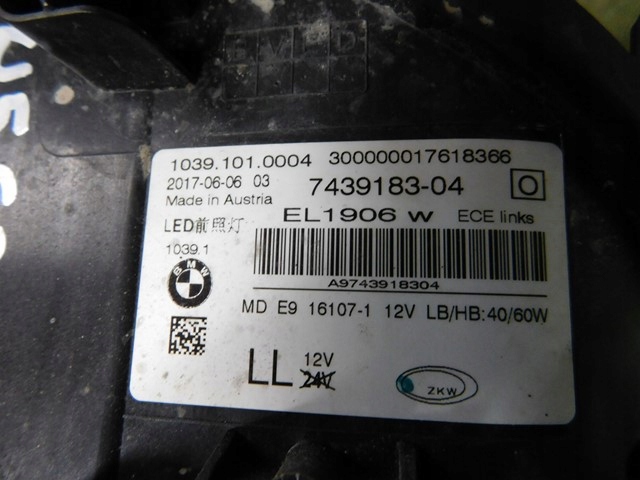 1039.101.0004 300000017618366
2017-06-06 03 7439183-04
Made in Austria
EL1906 W ECE links
LED前照灯
1039.1
BMW
A9743918304
MD E9 16107-1 12V LB/HB:40/60W
LL 12V
24V
ZKW